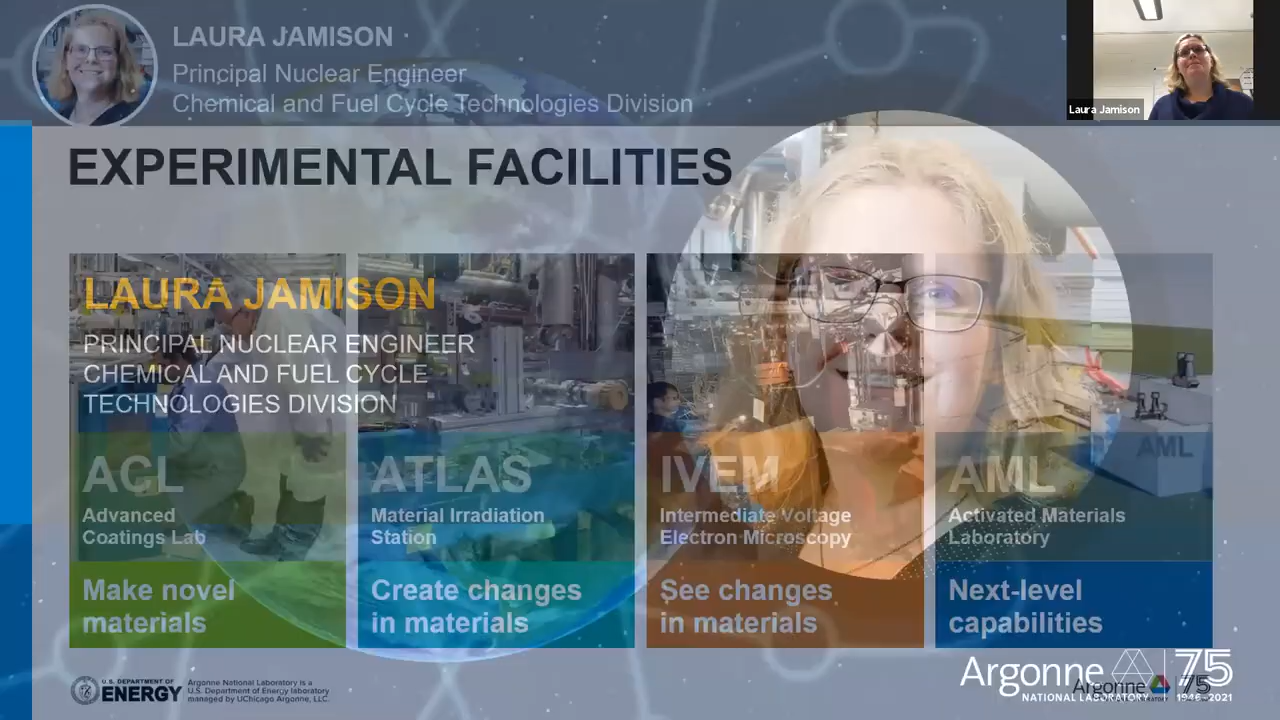 LAURA JAMISON
Principal Nuclear Engineer
Chemical and Fuel Cycle Technologies Division
Laura Jamison
EXPERIMENTAL FACILITIES
LAURA JAMISON
PRINCIPAL NUCLEAR ENGINEER
CHEMICAL AND FUEL CYCLE
TECHNOLOGIES DIVISION
ACL
Advanced
Coatings Lab
Make novel
materials
ATLAS
Material Irradiation
Station
Create changes
in materials
IVEM
Intermediate Voltage
Electron Microscopy
See changes
in materials
AML
AML
Activated Materials
Laboratory
Next-level
capabilities
U.S. DEPARTMENT OF
ENERGY
Argonne National Laboratory is a
U.S. Department of Energy laboratory
managed by UChicago Argonne, LLC.
Argonne 75
NATIONAL LABORATORY 1946–2021
Argonne 75